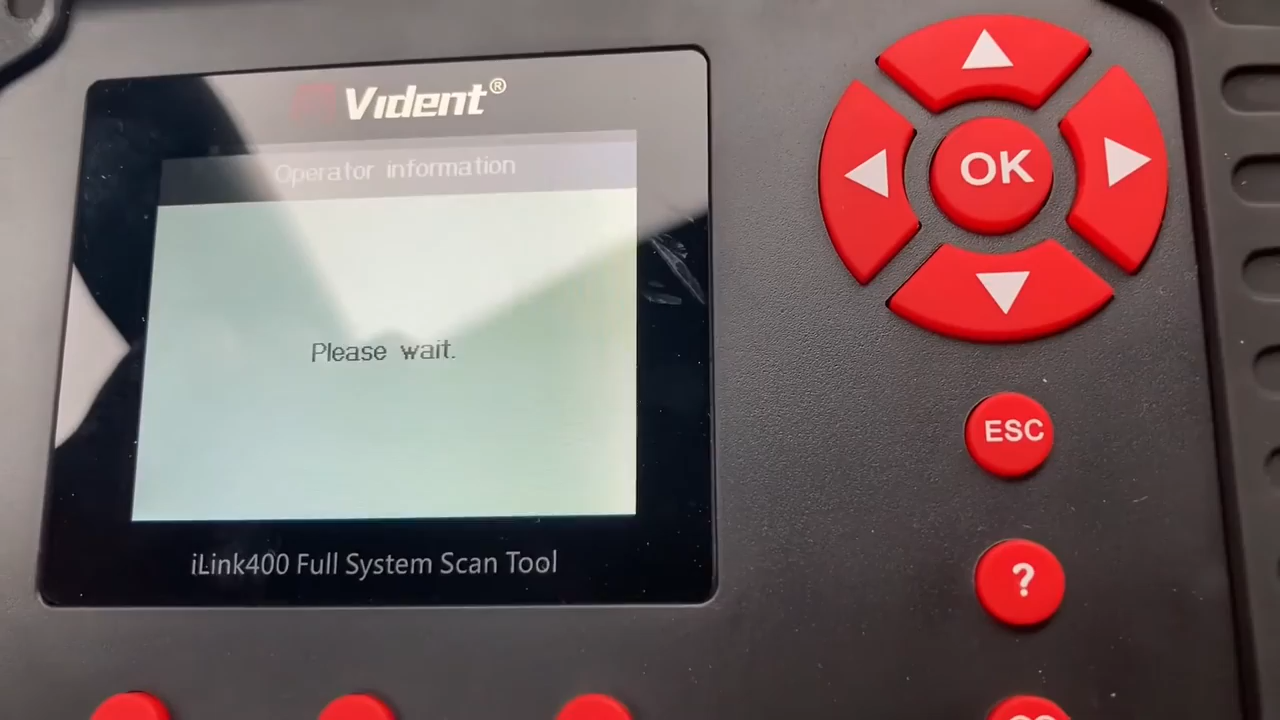 Vident®
Operator information
Please wait.
iLink400 Full System Scan Tool
OK
ESC
?